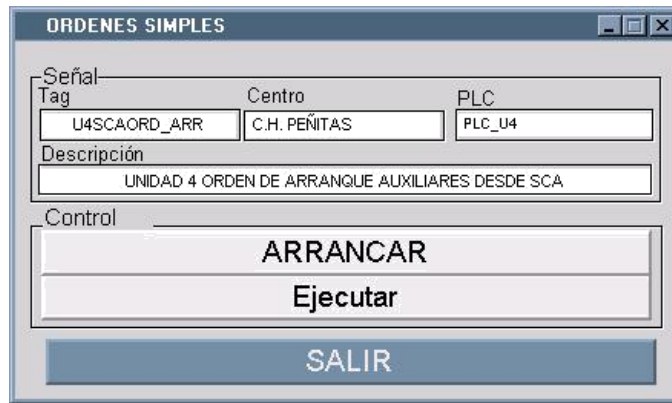 ORDENES SIMPLES
Señal
Tag Centro PLC
U4SCAORD_ARR C.H. PEÑITAS PLC_U4
Descripción
UNIDAD 4 ORDEN DE ARRANQUE AUXILIARES DESDE SCA
Control
ARRANCAR
Ejecutar
SALIR